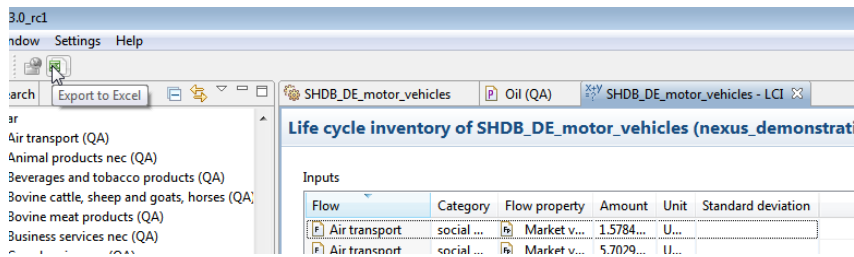 3.0_rc1
ndow Settings Help
arch Export to Excel
SHDB_DE_motor_vehicles Oil (QA) SHDB_DE_motor_vehicles - LCI
ar
Air transport (QA)
Animal products nec (QA)
Beverages and tobacco products (QA)
Bovine cattle, sheep and goats, horses (QA)
Bovine meat products (QA)
Business services nec (QA)
Life cycle inventory of SHDB_DE_motor_vehicles (nexus_demonstrati
Inputs
Flow Category Flow property Amount Unit Standard deviation
Air transport social ... Market v... 1.5784... U...
Air transport social ... Market v... 5.7029... U...